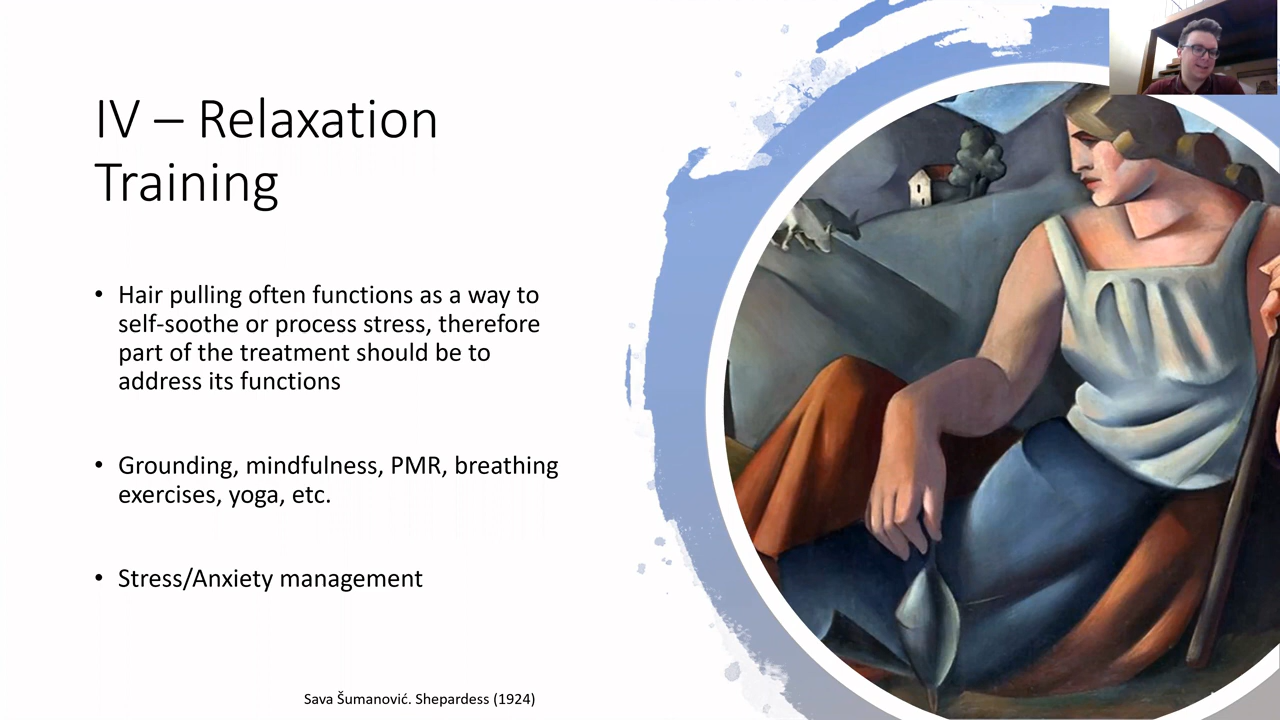 IV – Relaxation
Training
• Hair pulling often functions as a way to
self-soothe or process stress, therefore
part of the treatment should be to
address its functions
• Grounding, mindfulness, PMR, breathing
exercises, yoga, etc.
• Stress/Anxiety management
Sava Šumanović. Shepardess (1924)